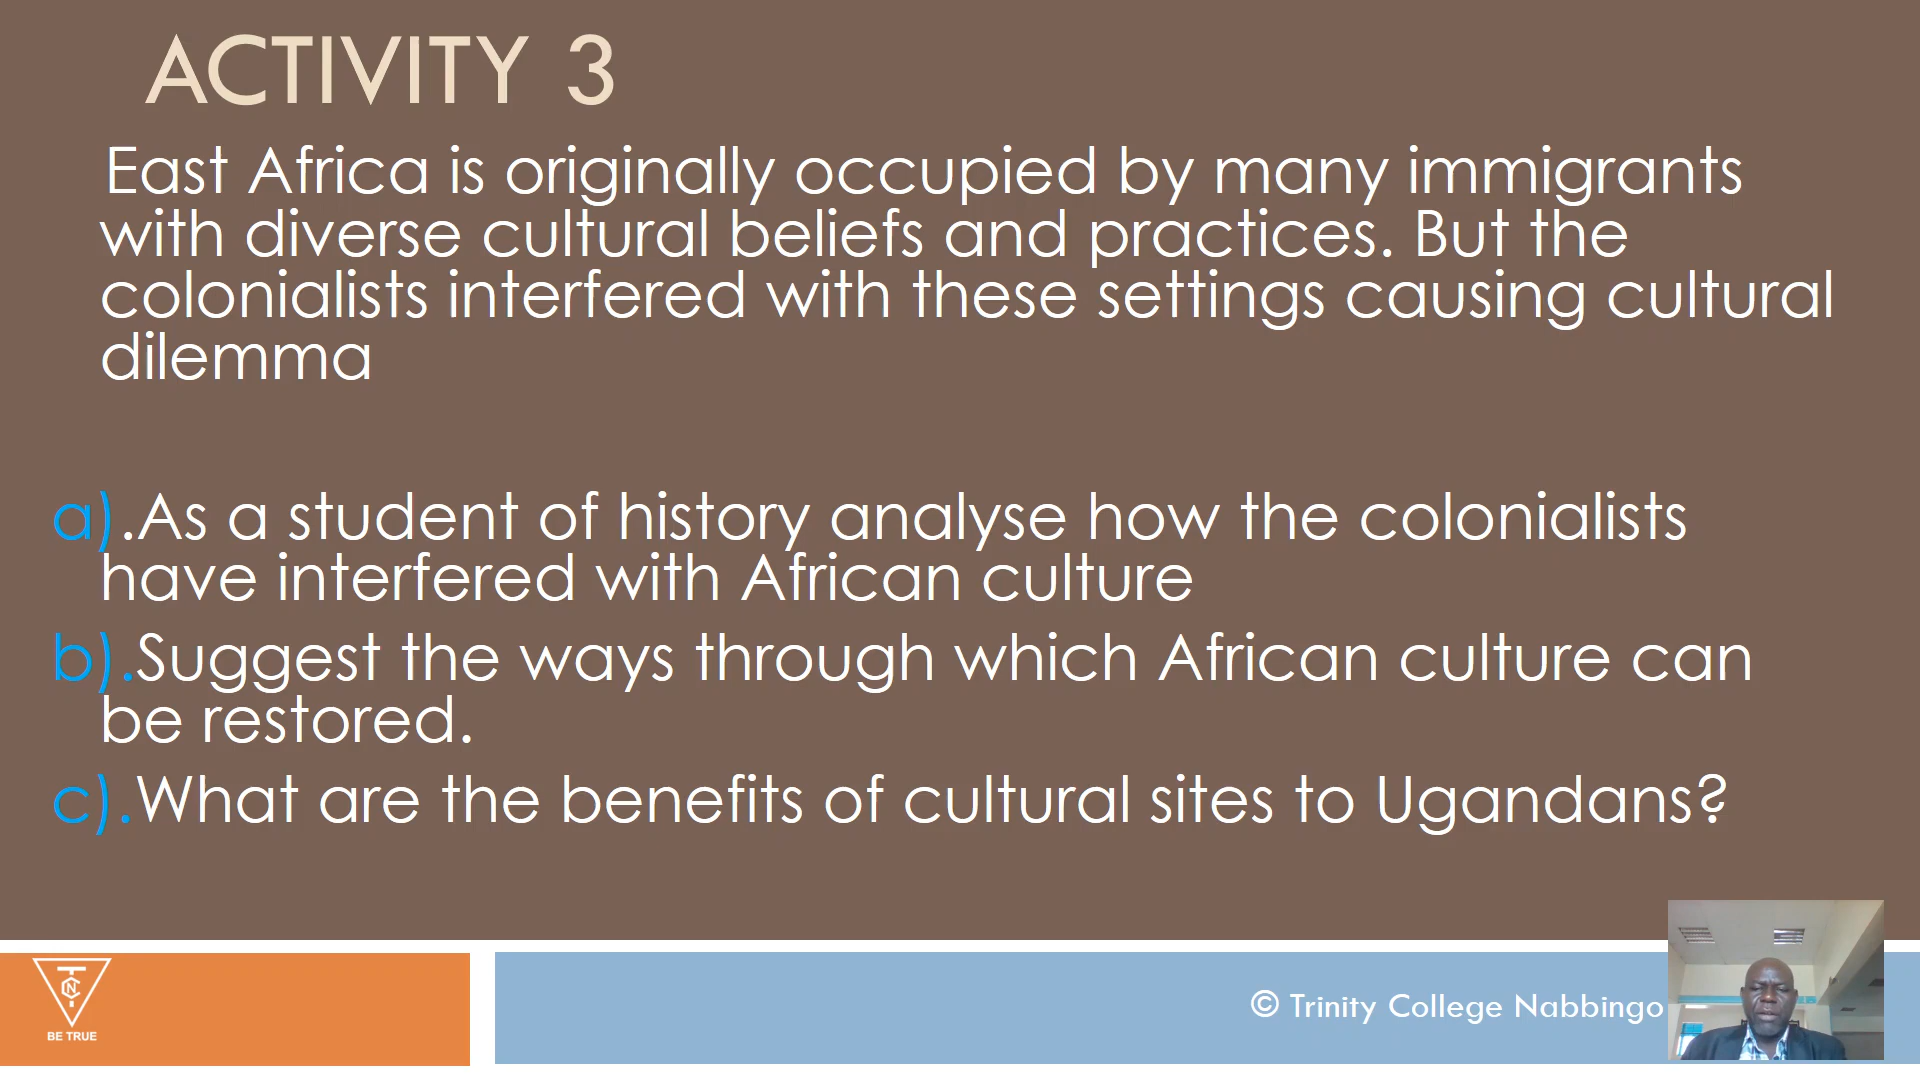 ACTIVITY 3
East Africa is originally occupied by many immigrants
with diverse cultural beliefs and practices. But the
colonialists interfered with these settings causing cultural
dilemma
a).As a student of history analyse how the colonialists
have interfered with African culture
b).Suggest the ways through which African culture can
be restored.
c).What are the benefits of cultural sites to Ugandans?
TCN
BE TRUE
© Trinity College Nabbingo